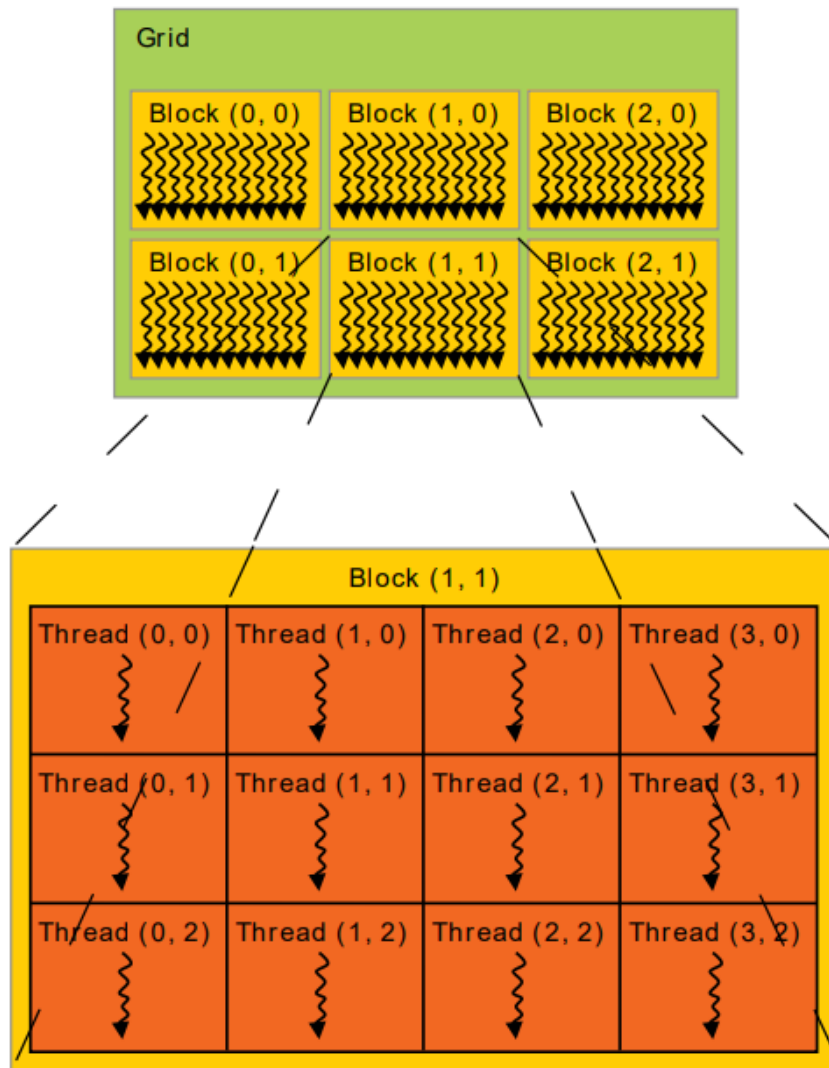 Grid
Block (0, 0) Block (1, 0) Block (2, 0)
Block (0, 1) Block (1, 1) Block (2, 1)
Block (1, 1)
Thread (0, 0) Thread (1, 0) Thread (2, 0) Thread (3, 0)
Thread (0, 1) Thread (1, 1) Thread (2, 1) Thread (3, 1)
Thread (0, 2) Thread (1, 2) Thread (2, 2) Thread (3, 2)